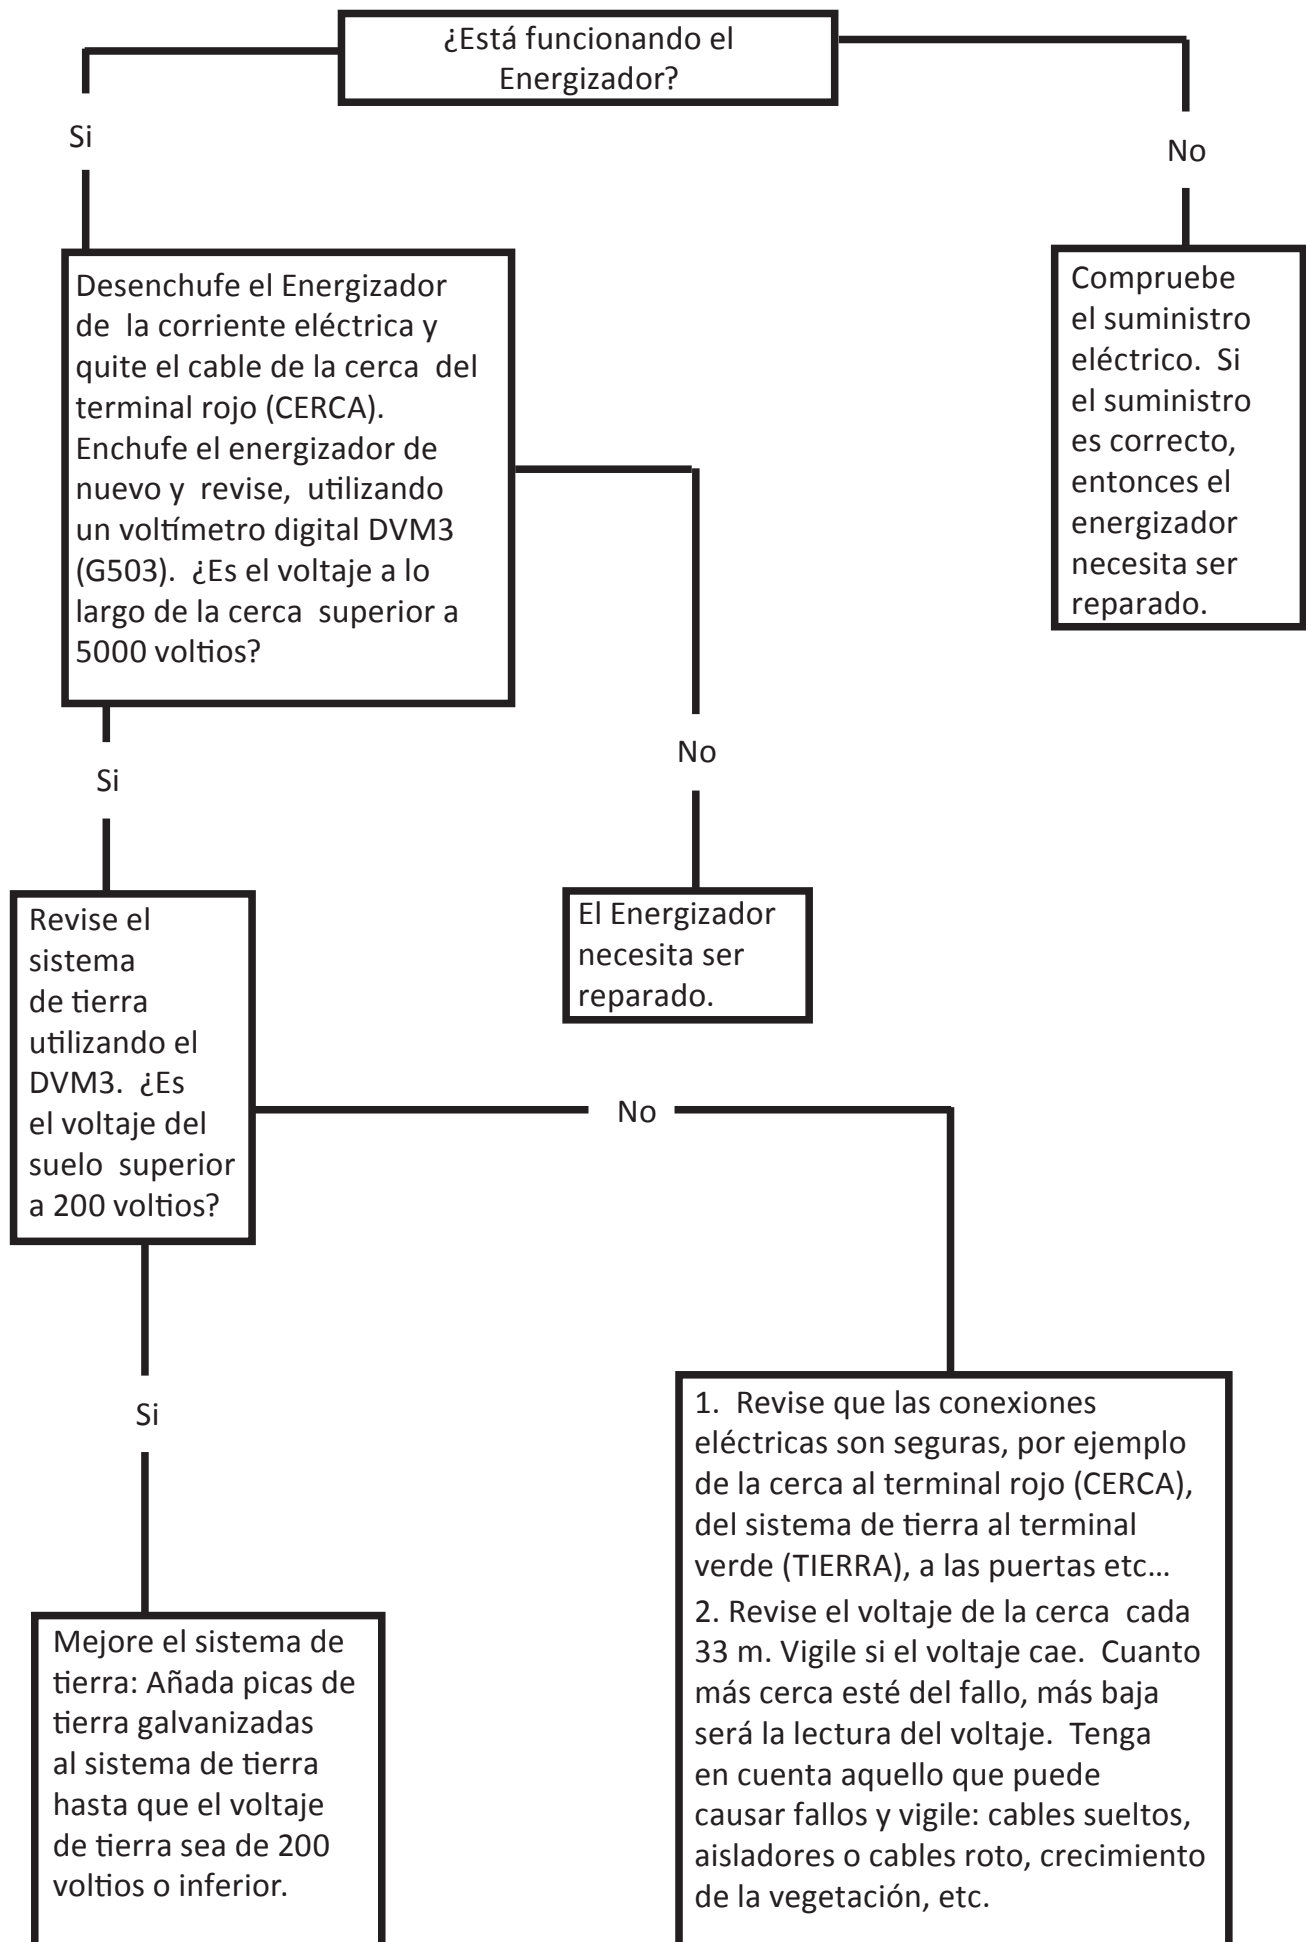 ¿Está funcionando el
Energizador?
Si
No
Desenchufe el Energizador
de la corriente eléctrica y
quite el cable de la cerca del
terminal rojo (CERCA).
Enchufe el energizador de
nuevo y revise, utilizando
un voltímetro digital DVM3
(G503). ¿Es el voltaje a lo
largo de la cerca superior a
5000 voltios?
Compruebe
el suministro
eléctrico. Si
el suministro
es correcto,
entonces el
energizador
necesita ser
reparado.
Si
No
Revise el
sistema
de tierra
utilizando el
DVM3. ¿Es
el voltaje del
suelo superior
a 200 voltios?
El Energizador
necesita ser
reparado.
No
Si
Mejore el sistema de
tierra: Añada picas de
tierra galvanizadas
al sistema de tierra
hasta que el voltaje
de tierra sea de 200
voltios o inferior.
1. Revise que las conexiones
eléctricas son seguras, por ejemplo
de la cerca al terminal rojo (CERCA),
del sistema de tierra al terminal
verde (TIERRA), a las puertas etc...
2. Revise el voltaje de la cerca cada
33 m. Vigile si el voltaje cae. Cuanto
más cerca esté del fallo, más baja
será la lectura del voltaje. Tenga
en cuenta aquello que puede
causar fallos y vigile: cables sueltos,
aisladores o cables roto, crecimiento
de la vegetación, etc.